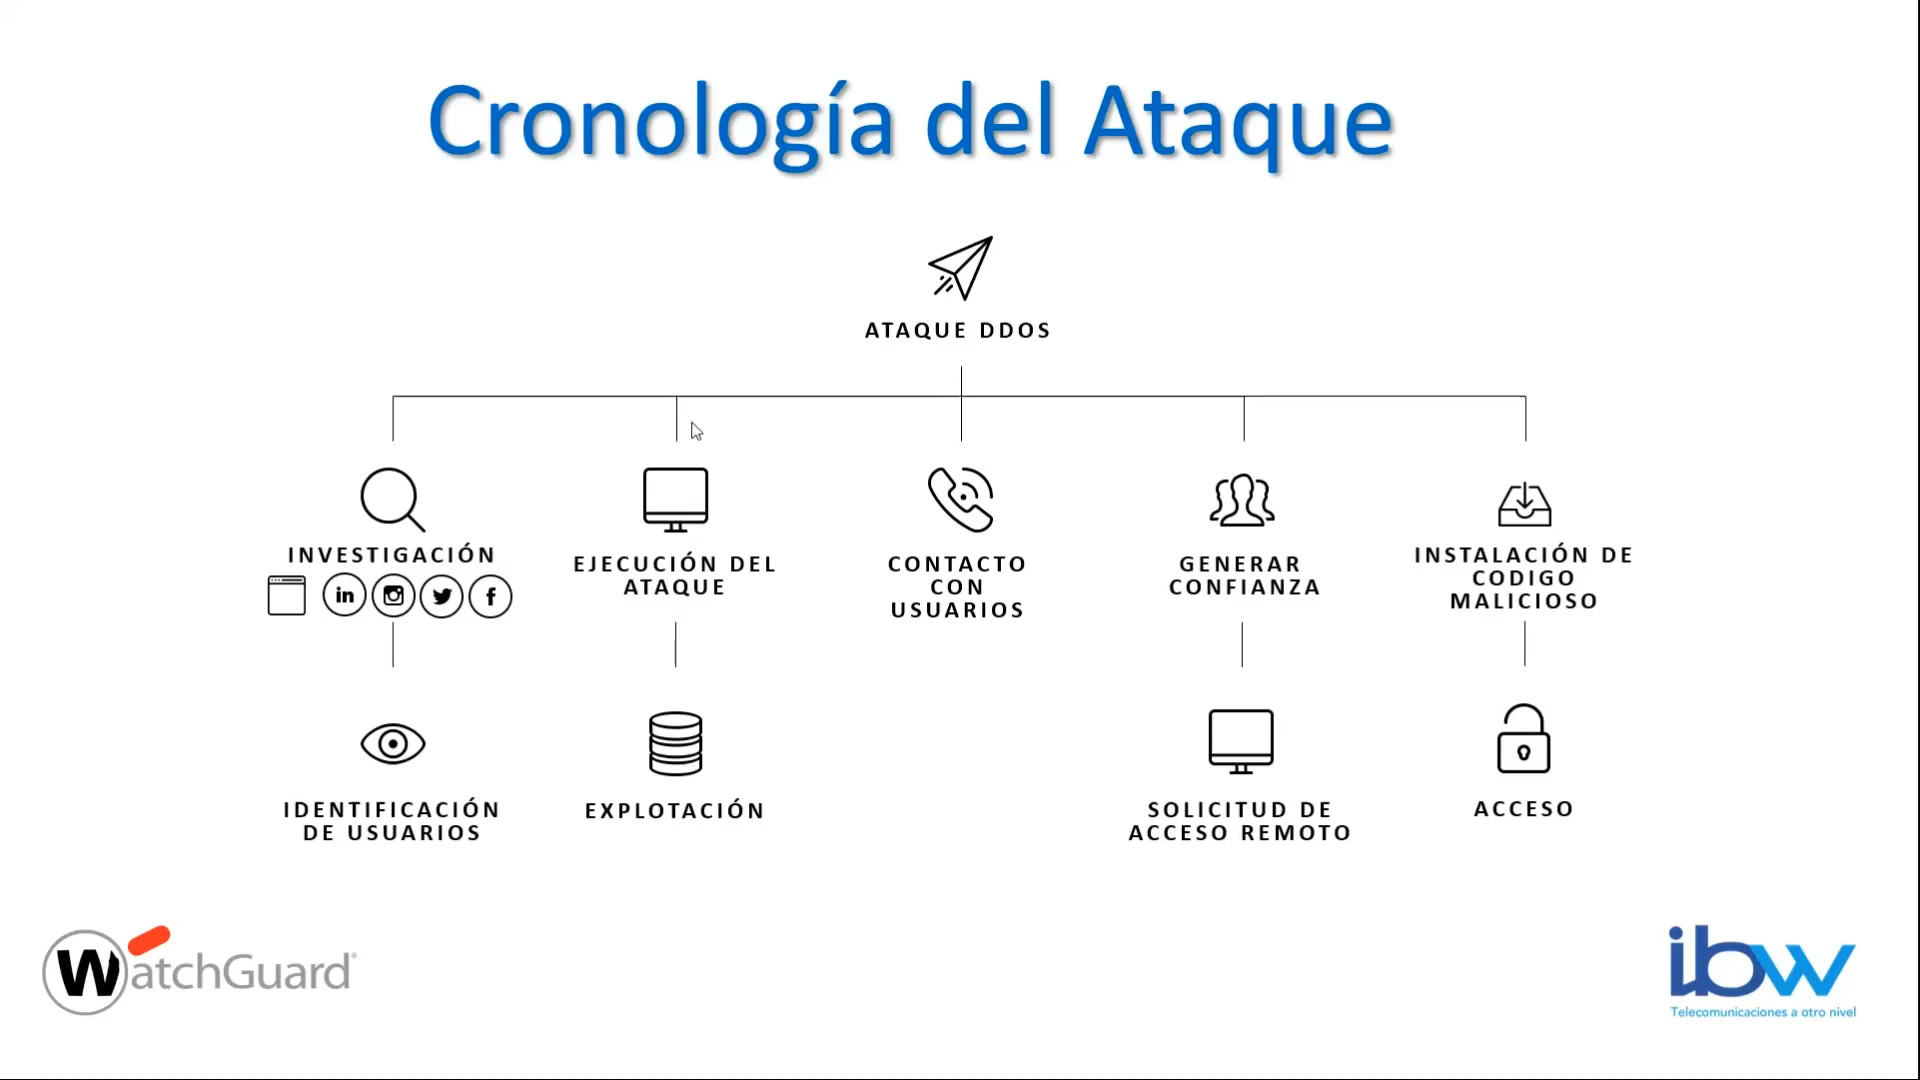 Cronología del Ataque
ATAQUE DDOS
INVESTIGACIÓN
in
f
EJECUCIÓN DEL
ATAQUE
CONTACTO
CON
USUARIOS
GENERAR
CONFIANZA
INSTALACIÓN DE
CODIGO
MALICIOSO
IDENTIFICACIÓN
DE USUARIOS
EXPLOTACIÓN
SOLICITUD DE
ACCESO REMOTO
ACCESO
WatchGuard
ibw
Telecomunicaciones a otro nivel